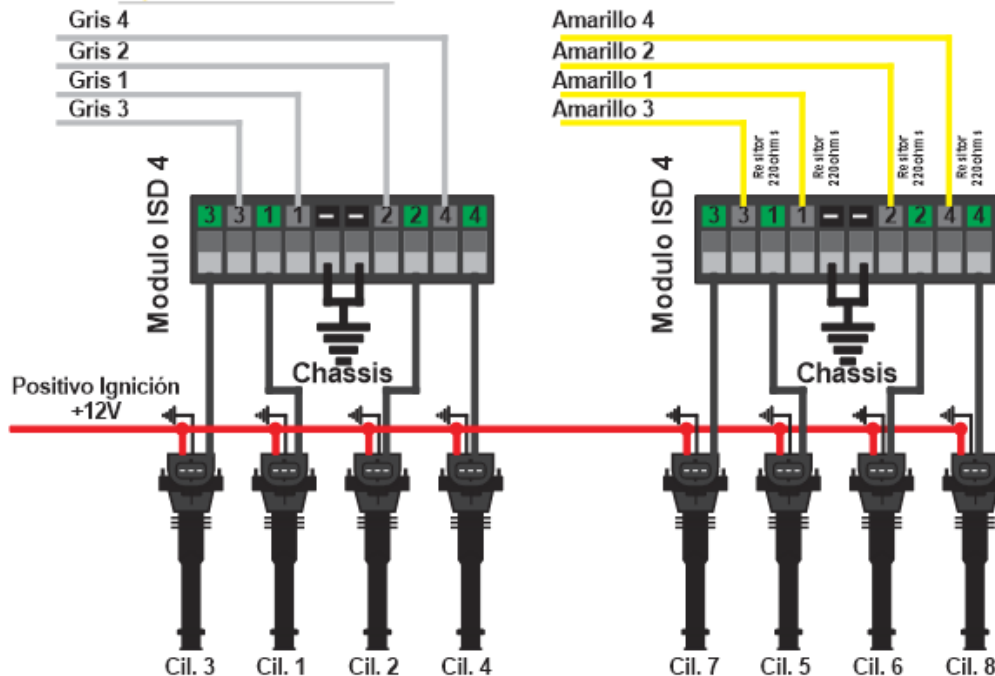 Gris 4
Gris 2
Gris 1
Gris 3
Modulo ISD 4
3 3 1 1 - - 2 2 4 4
Chassis
Positivo Ignición
+12V
Cil. 3 Cil. 1 Cil. 2 Cil. 4
Amarillo 4
Amarillo 2
Amarillo 1
Amarillo 3
Resitor
220ohms
Resitor
220ohms
Resitor
220ohms
Resitor
220ohms
Modulo ISD 4
3 3 1 1 - - 2 2 4 4
Chassis
Cil. 7 Cil. 5 Cil. 6 Cil. 8